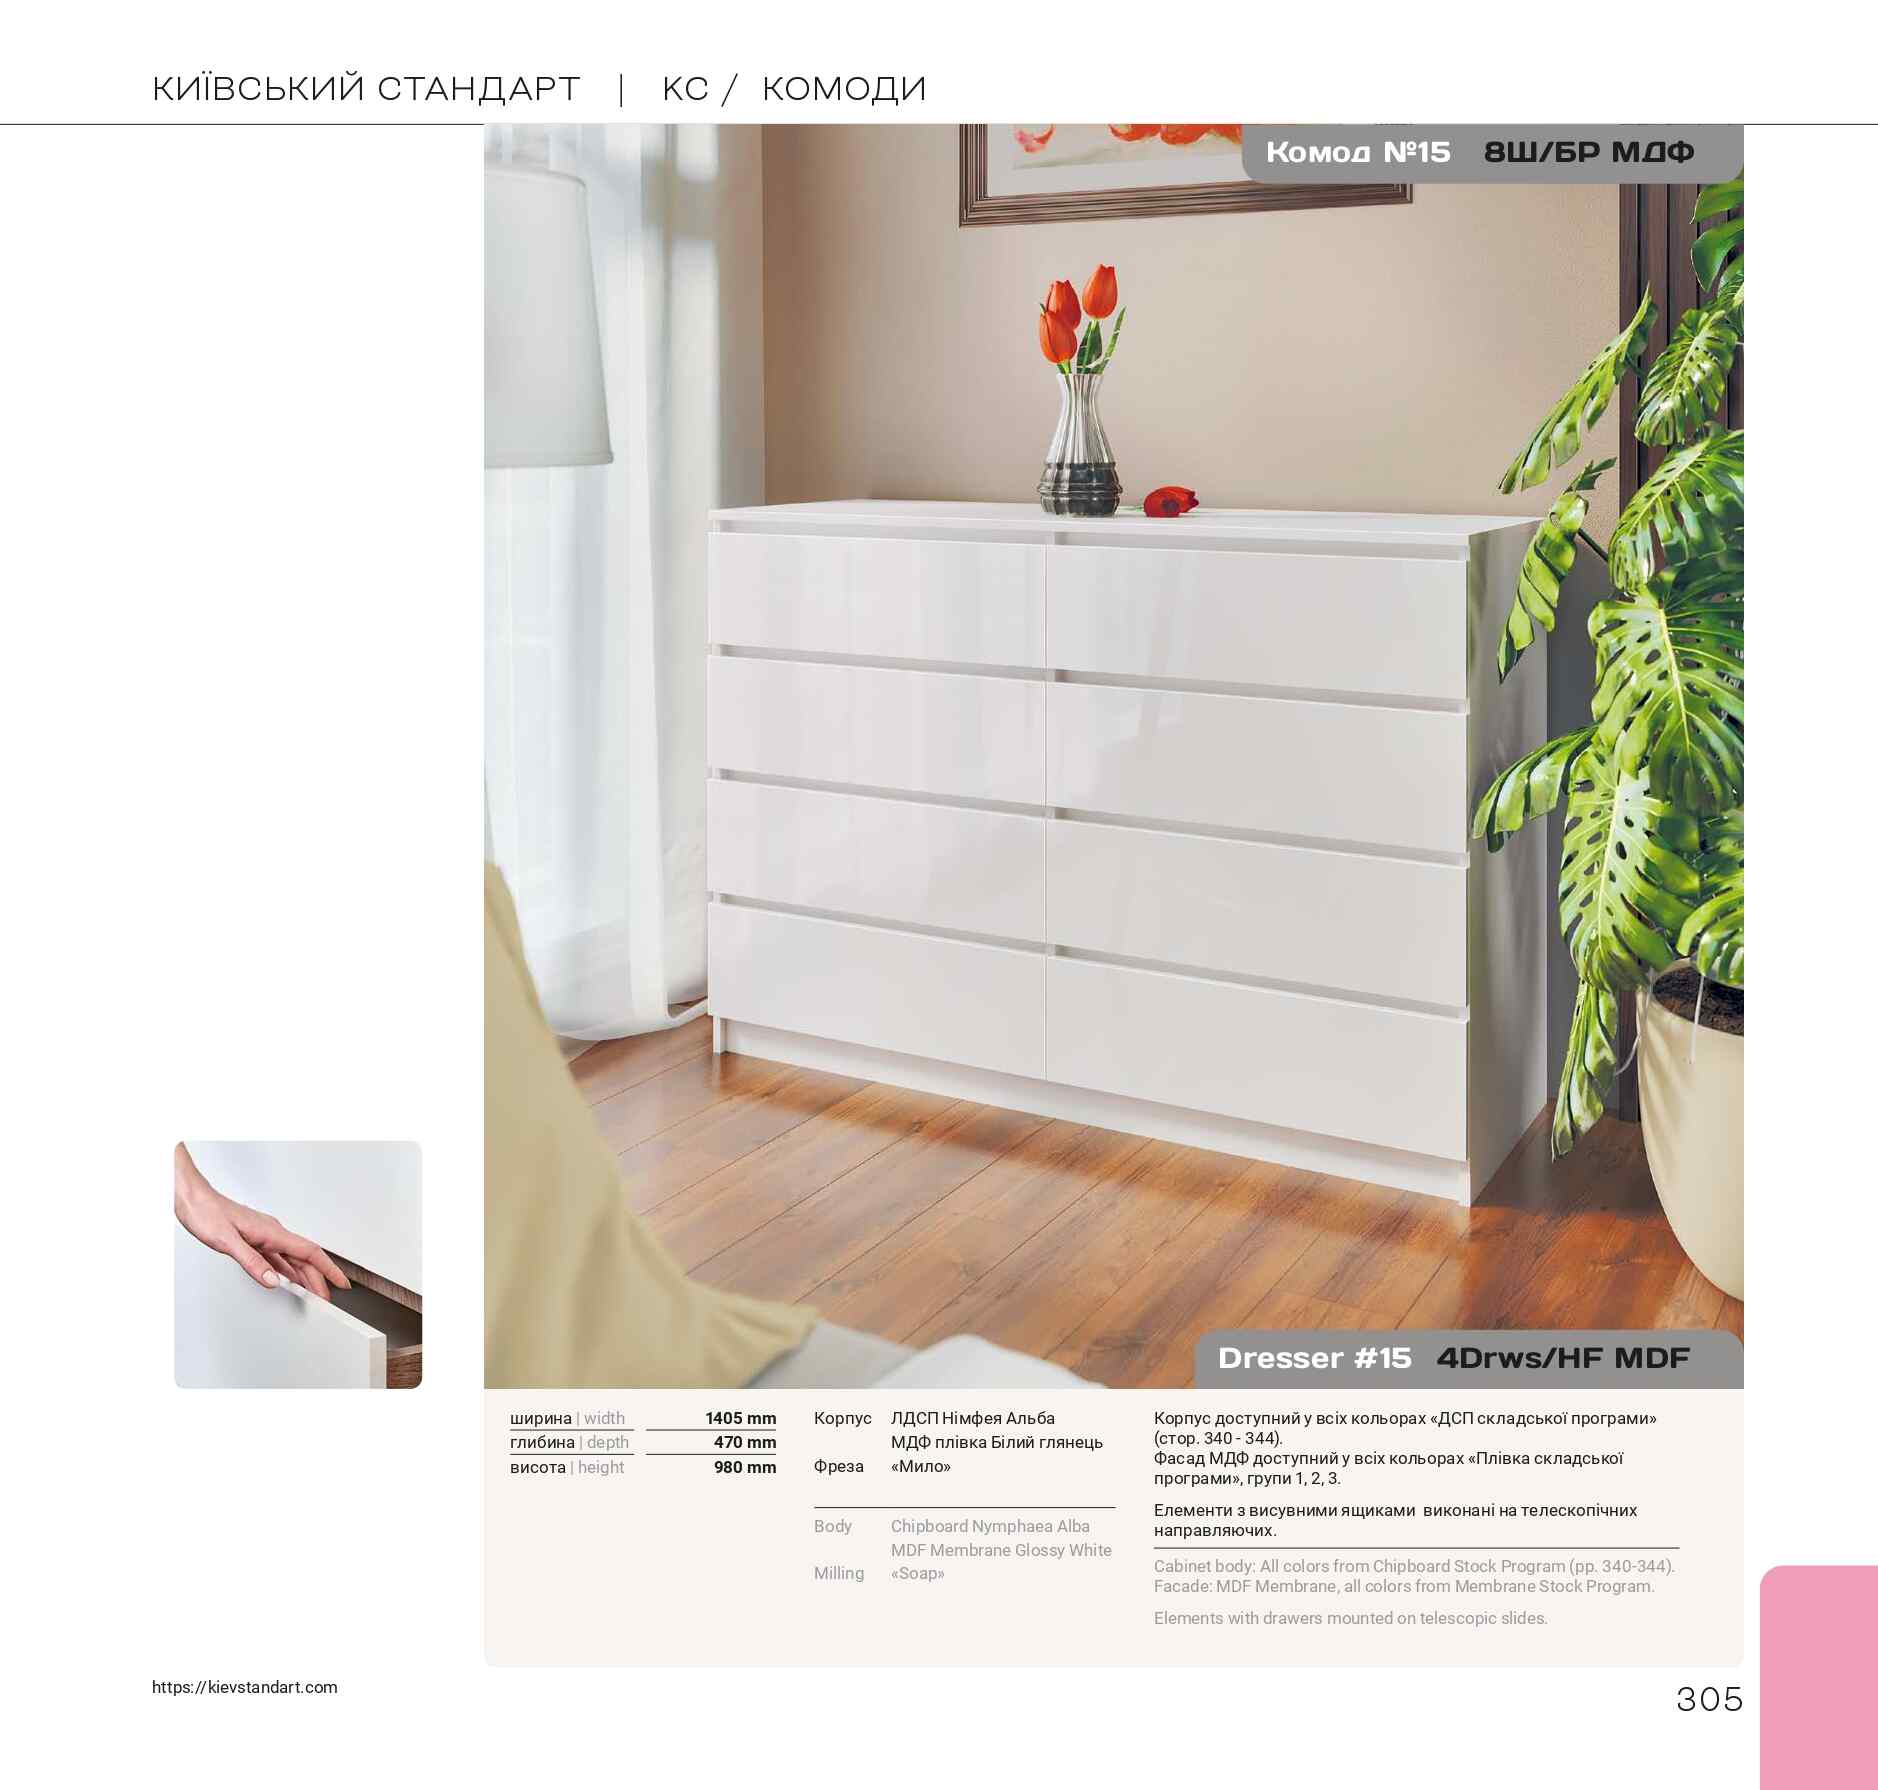 КИЇВСЬКИЙ СТАНДАРТ | КС / КОМОДИ
Комод №15 8Ш/БР МДФ
Dresser #15 4Drws/HF MDF
ширина | width 1405 mm
глибина | depth 470 mm
висота | height 980 mm
Корпус ЛДСП Німфея Альба
МДФ плівка Білий глянець
Фреза «Мило»
Body Chipboard Nymphaea Alba
MDF Membrane Glossy White
Milling «Soap»
Корпус доступний у всіх кольорах «ДСП складської програми»
(стор. 340 - 344).
Фасад МДФ доступний у всіх кольорах «Плівка складської
програми», групи 1, 2, 3.
Елементи з висувними ящиками виконані на телескопічних
направляючих.
Cabinet body: All colors from Chipboard Stock Program (pp. 340-344).
Facade: MDF Membrane, all colors from Membrane Stock Program.
Elements with drawers mounted on telescopic slides.
https://kievstandart.com
305